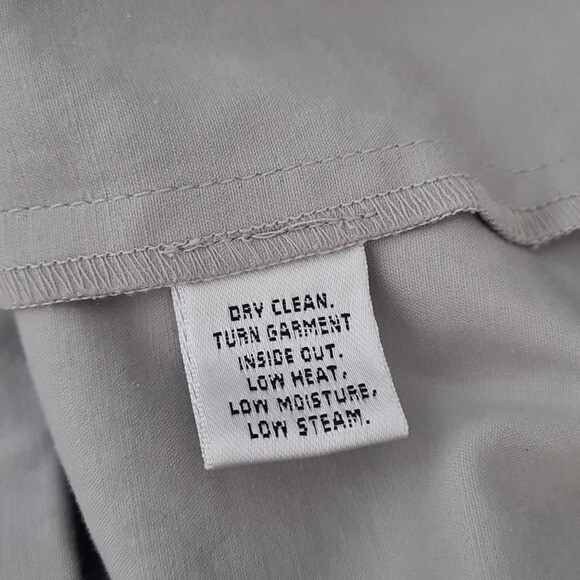 DRY CLEAN.
TURN GARMENT
INSIDE OUT.
LOW HEAT,
LOW MOISTURE,
LOW STEAM.